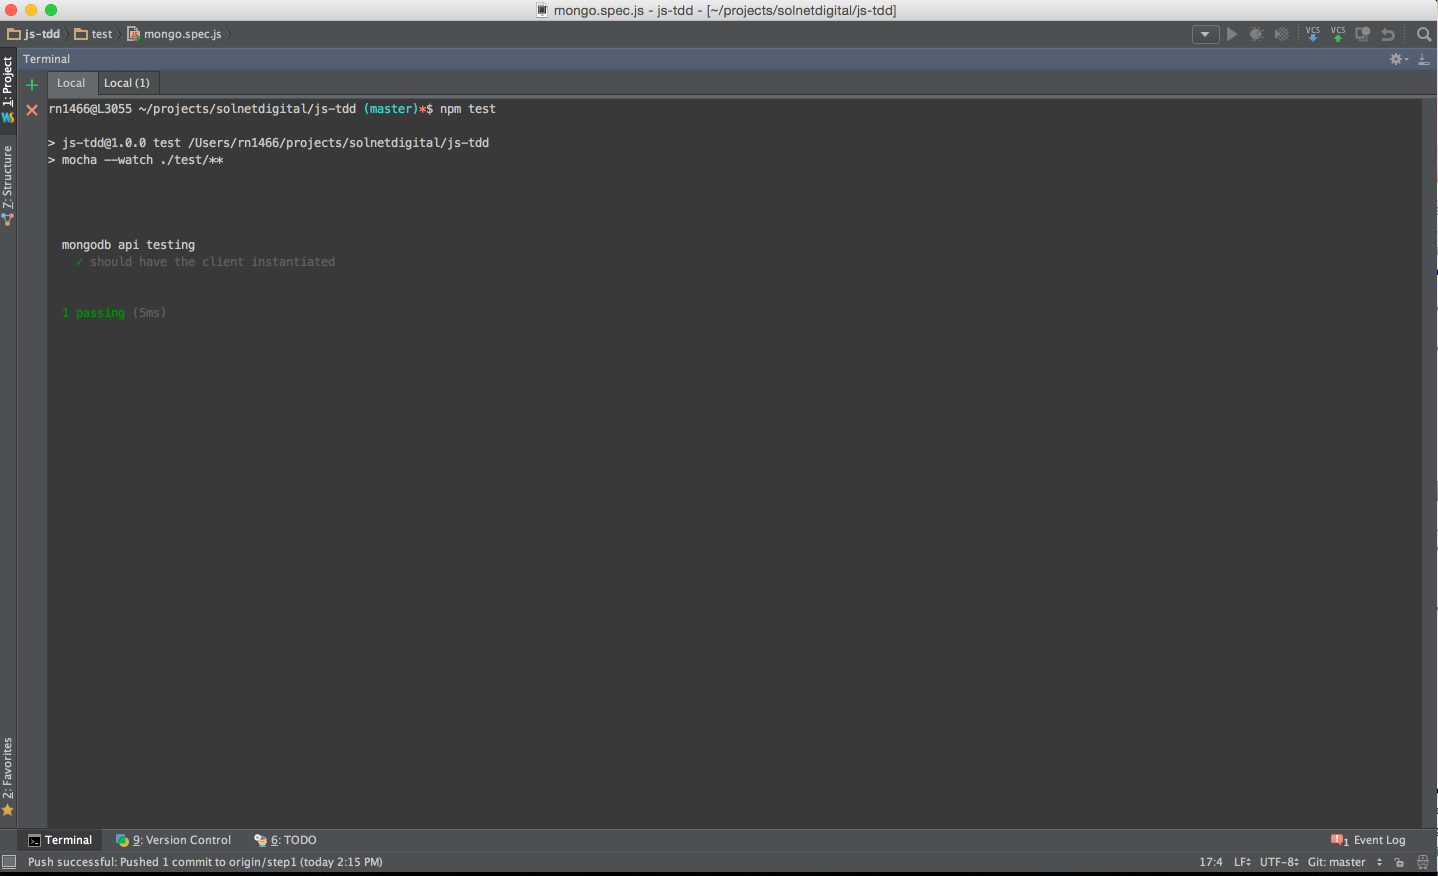 mongo.spec.js - js-tdd - [~/projects/solnetdigital/js-tdd]
js-tdd test mongo.spec.js
VCS VCS
Terminal
Local Local (1)
1: Project
Z: Structure
2: Favorites
rn1466@L3055 ~/projects/solnetdigital/js-tdd (master)*$ npm test
> js-tdd@1.0.0 test /Users/rn1466/projects/solnetdigital/js-tdd
> mocha --watch ./test/**
mongodb api testing
✓ should have the client instantiated
1 passing (5ms)
Terminal 9: Version Control 6: TODO 1 Event Log
Push successful: Pushed 1 commit to origin/step1 (today 2:15 PM) 17:4 LF UTF-8 Git: master